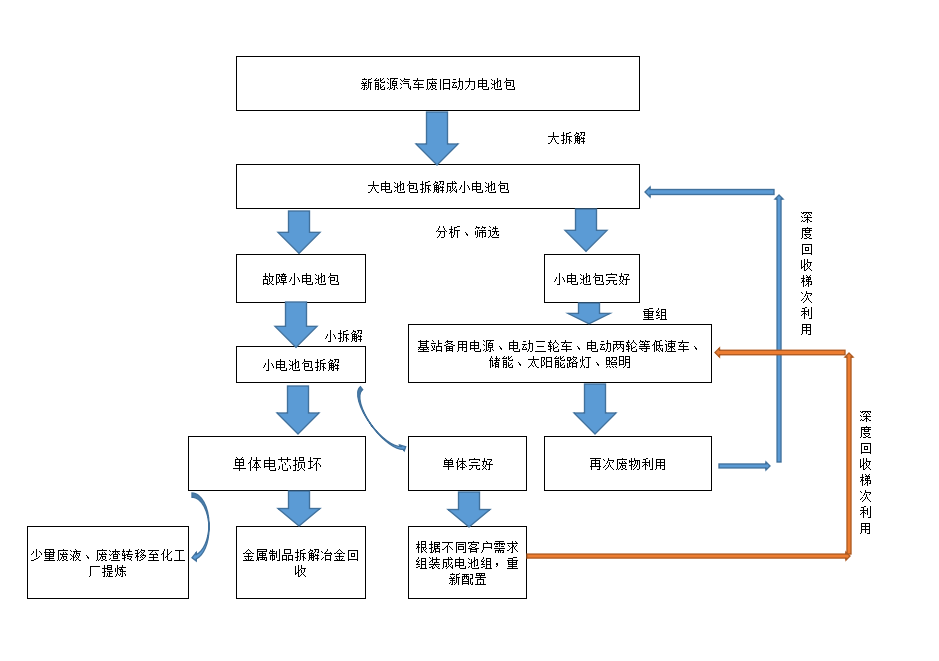 新能源汽车废旧动力电池包
大拆解
大电池包拆解成小电池包
分析、筛选
深度回收梯次利用
故障小电池包
小电池包完好
重组
小拆解
基站备用电源、电动三轮车、电动两轮等低速车、
储能、太阳能路灯、照明
小电池包拆解
深度回收梯次利用
单体电芯损坏
单体完好
再次废物利用
少量废液、废渣转移至化工
厂提炼
金属制品拆解冶金回
收
根据不同客户需求
组装成电池组，重
新配置